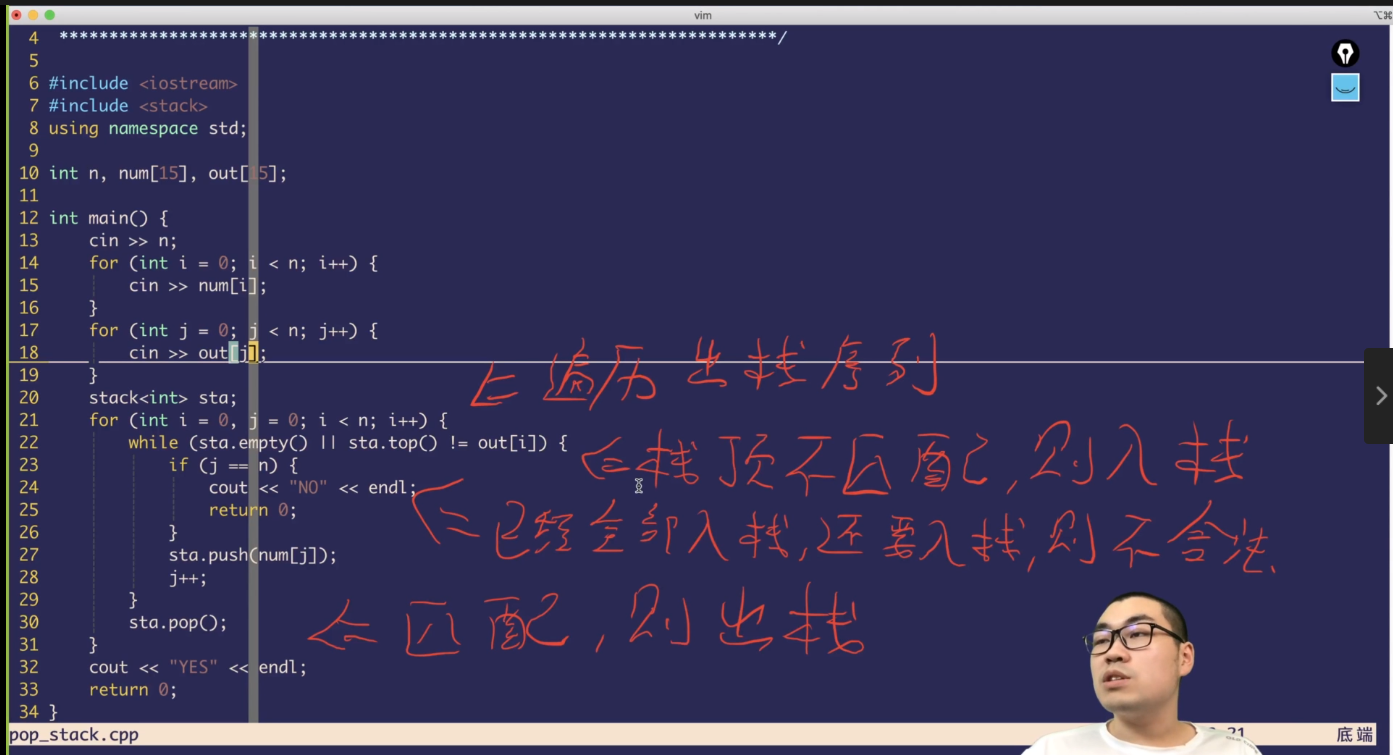 vim
⌥⌘
4 ************************************************************************/
5
6 #include <iostream>
7 #include <stack>
8 using namespace std;
9
10 int n, num[15], out[15];
11
12 int main() {
13     cin >> n;
14     for (int i = 0; i < n; i++) {
15         cin >> num[i];
16     }
17     for (int j = 0; j < n; j++) {
18         cin >> out[j];
19     }
←遍历出栈序列
20     stack<int> sta;
21     for (int i = 0, j = 0; i < n; i++) {
22         while (sta.empty() || sta.top() != out[i]) {
←栈顶不匹配,则入栈
23             if (j == n) {
24                 cout << "NO" << endl;
25                 return 0;
←已经全部入栈,还要入栈,则不合法.
26             }
27             sta.push(num[j]);
28             j++;
29         }
30         sta.pop();
←匹配,则出栈
31     }
32     cout << "YES" << endl;
33     return 0;
34 }
pop_stack.cpp
底端